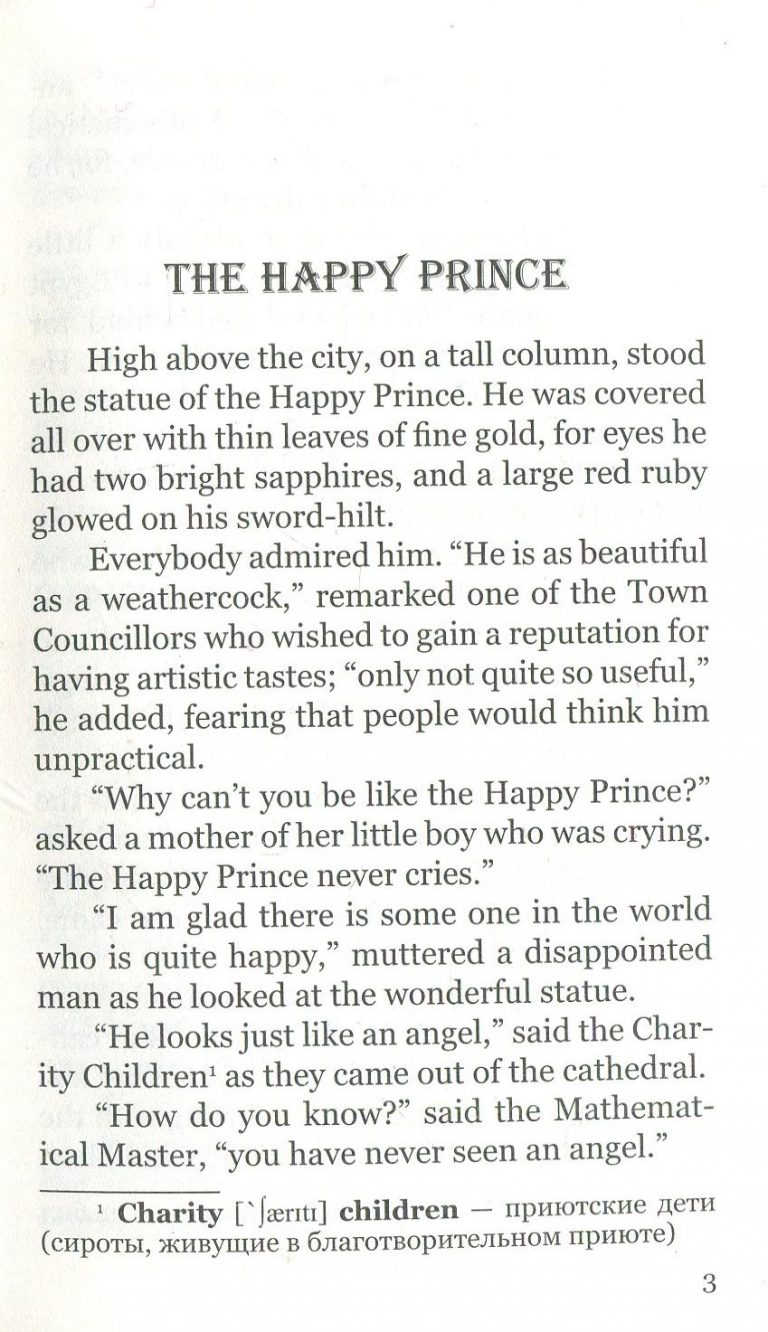 THE HAPPY PRINCE
High above the city, on a tall column, stood
the statue of the Happy Prince. He was covered
all over with thin leaves of fine gold, for eyes he
had two bright sapphires, and a large red ruby
glowed on his sword-hilt.
Everybody admired him. “He is as beautiful
as a weathercock,” remarked one of the Town
Councillors who wished to gain a reputation for
having artistic tastes; “only not quite so useful,”
he added, fearing that people would think him
unpractical.
“Why can’t you be like the Happy Prince?”
asked a mother of her little boy who was crying.
“The Happy Prince never cries.”
“I am glad there is some one in the world
who is quite happy,” muttered a disappointed
man as he looked at the wonderful statue.
“He looks just like an angel,” said the Char-
ity Children¹ as they came out of the cathedral.
“How do you know?” said the Mathemat-
ical Master, “you have never seen an angel.”
¹ Charity [`ʃærɪtɪ] children — приютские дети
(сироты, живущие в благотворительном приюте)
3